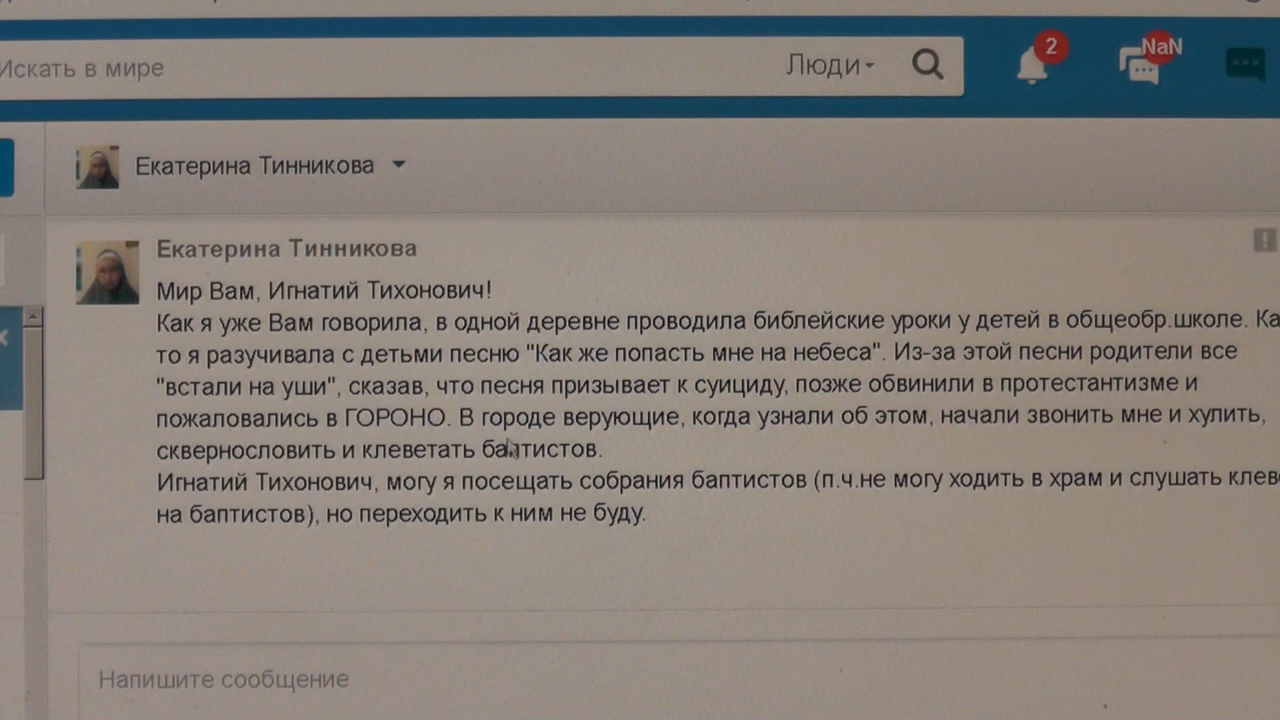 Искать в мире
Люди
2
NaN
Екатерина Тинникова
Екатерина Тинникова
Мир Вам, Игнатий Тихонович!
Как я уже Вам говорила, в одной деревне проводила библейские уроки у детей в общеобр.школе.
то я разучивала с детьми песню "Как же попасть мне на небеса". Из-за этой песни родители все
"встали на уши", сказав, что песня призывает к суициду, позже обвинили в протестантизме и
пожаловались в ГОРОНО. В городе верующие, когда узнали об этом, начали звонить мне и хулить,
сквернословить и клеветать баптистов.
Игнатий Тихонович, могу я посещать собрания баптистов (п.ч.не могу ходить в храм и слушать
на баптистов), но переходить к ним не буду.
Напишите сообщение